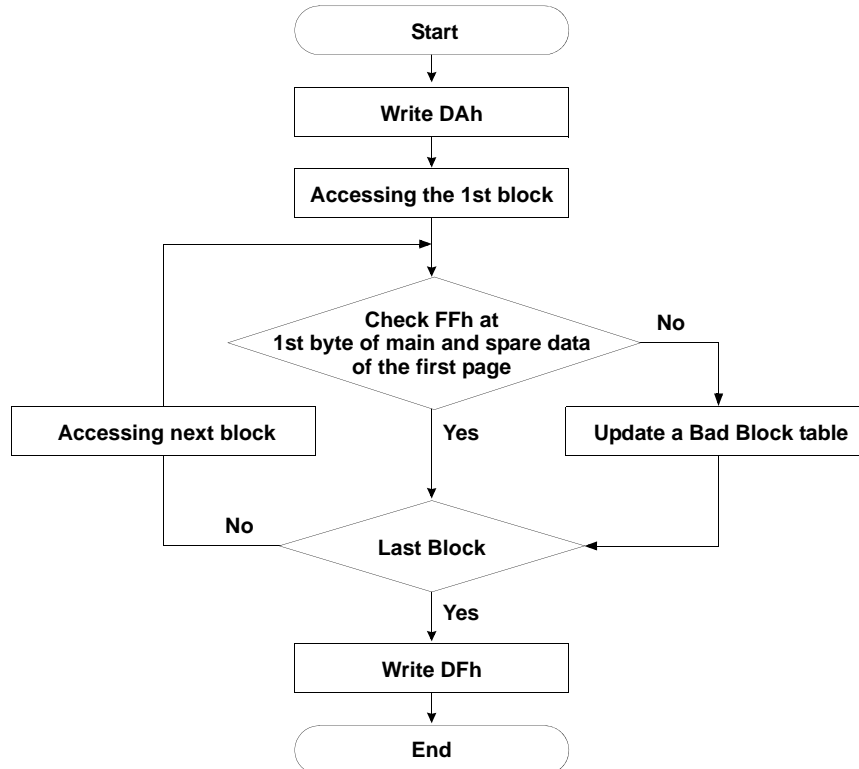 Start
Write DAh
Accessing the 1st block
Check FFh at
1st byte of main and spare data
of the first page
No
Accessing next block
Yes
Update a Bad Block table
No
Last Block
Yes
Write DFh
End